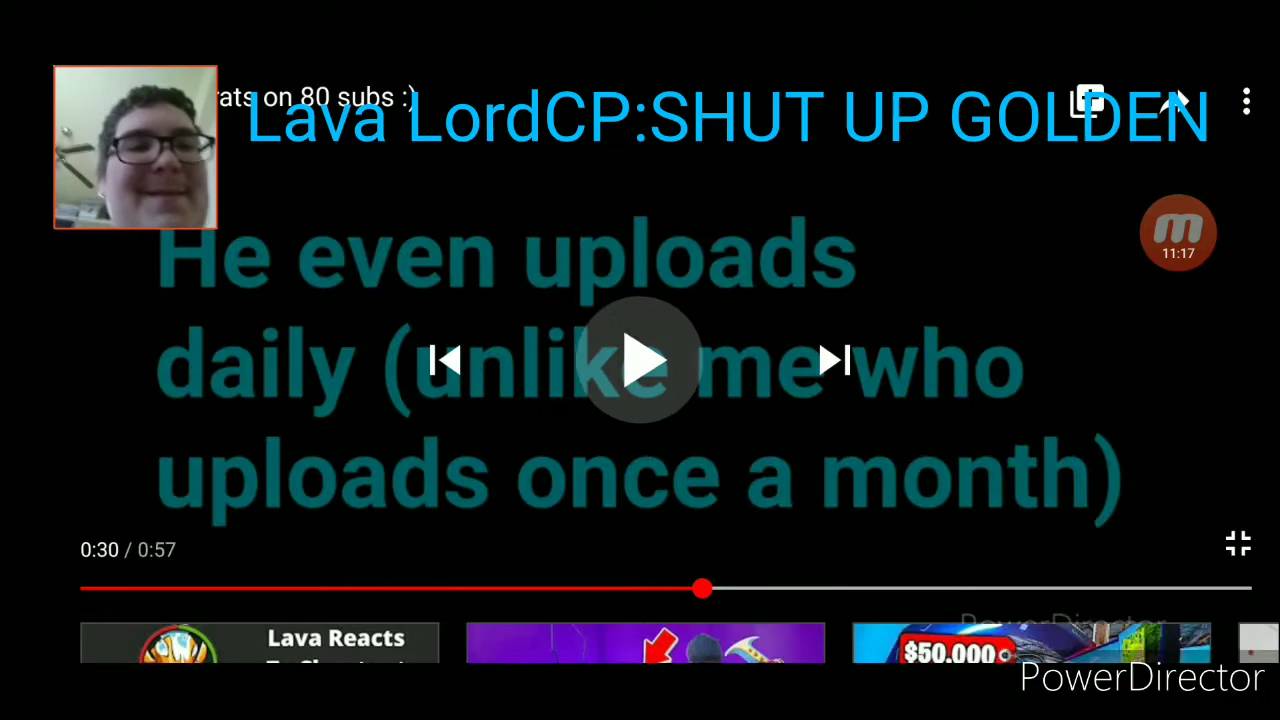 rats on 80 subs :)
Lava LordCP:SHUT UP GOLDEN
He even uploads
daily (unlike me who
uploads once a month)
11:17
0:30 / 0:57
Lava Reacts
$50,000
PowerDirector
PowerDirector